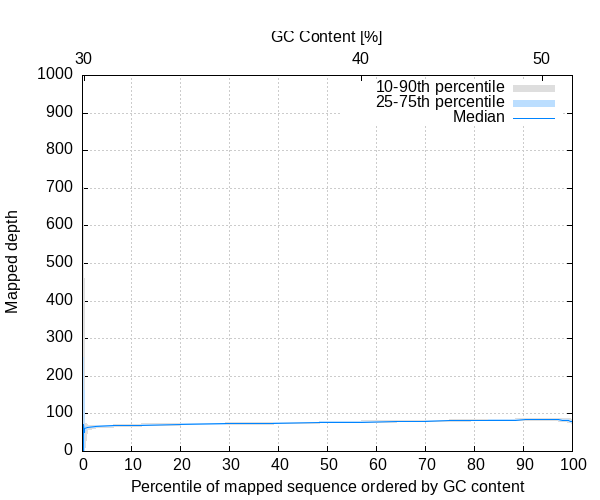 GC Content [%]
30 40 50
1000
900
800
700
600
500
400
300
200
100
0
Mapped depth
10-90th percentile
25-75th percentile
Median
0 10 20 30 40 50 60 70 80 90 100
Percentile of mapped sequence ordered by GC content